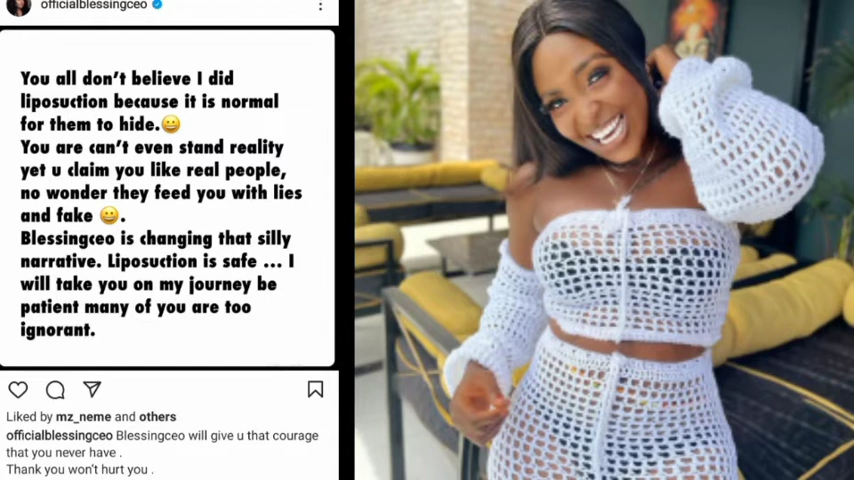 officialblessingceo
You all don't believe I did
liposuction because it is normal
for them to hide.😀
You are can't even stand reality
yet u claim you like real people,
no wonder they feed you with lies
and fake 😀.
Blessingceo is changing that silly
narrative. Liposuction is safe ... I
will take you on my journey be
patient many of you are too
ignorant.
Liked by mz_neme and others
officialblessingceo Blessingceo will give u that courage
that you never have .
Thank you won't hurt you .